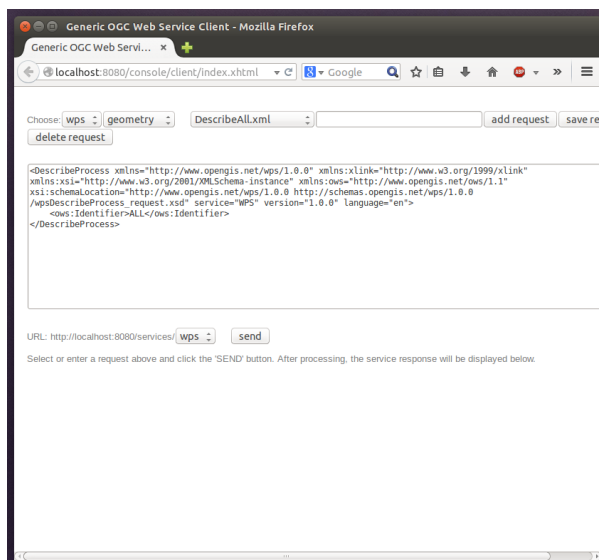 Generic OGC Web Service Client - Mozilla Firefox
Generic OGC Web Servi... ×
localhost:8080/console/client/index.xhtml Google
Choose: wps geometry DescribeAll.xml add request save re
delete request
<DescribeProcess xmlns="http://www.opengis.net/wps/1.0.0" xmlns:xlink="http://www.w3.org/1999/xlink"
xmlns:xsi="http://www.w3.org/2001/XMLSchema-instance" xmlns:ows="http://www.opengis.net/ows/1.1"
xsi:schemaLocation="http://www.opengis.net/wps/1.0.0 http://schemas.opengis.net/wps/1.0.0
/wpsDescribeProcess_request.xsd" service="WPS" version="1.0.0" language="en">
<ows:Identifier>ALL</ows:Identifier>
</DescribeProcess>
URL: http://localhost:8080/services/ wps send
Select or enter a request above and click the 'SEND' button. After processing, the service response will be displayed below.